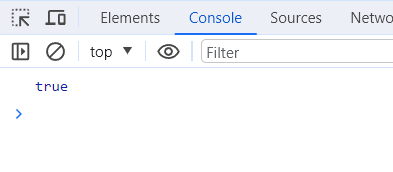 Elements Console Sources Netwo
top ▼ Filter
true
>